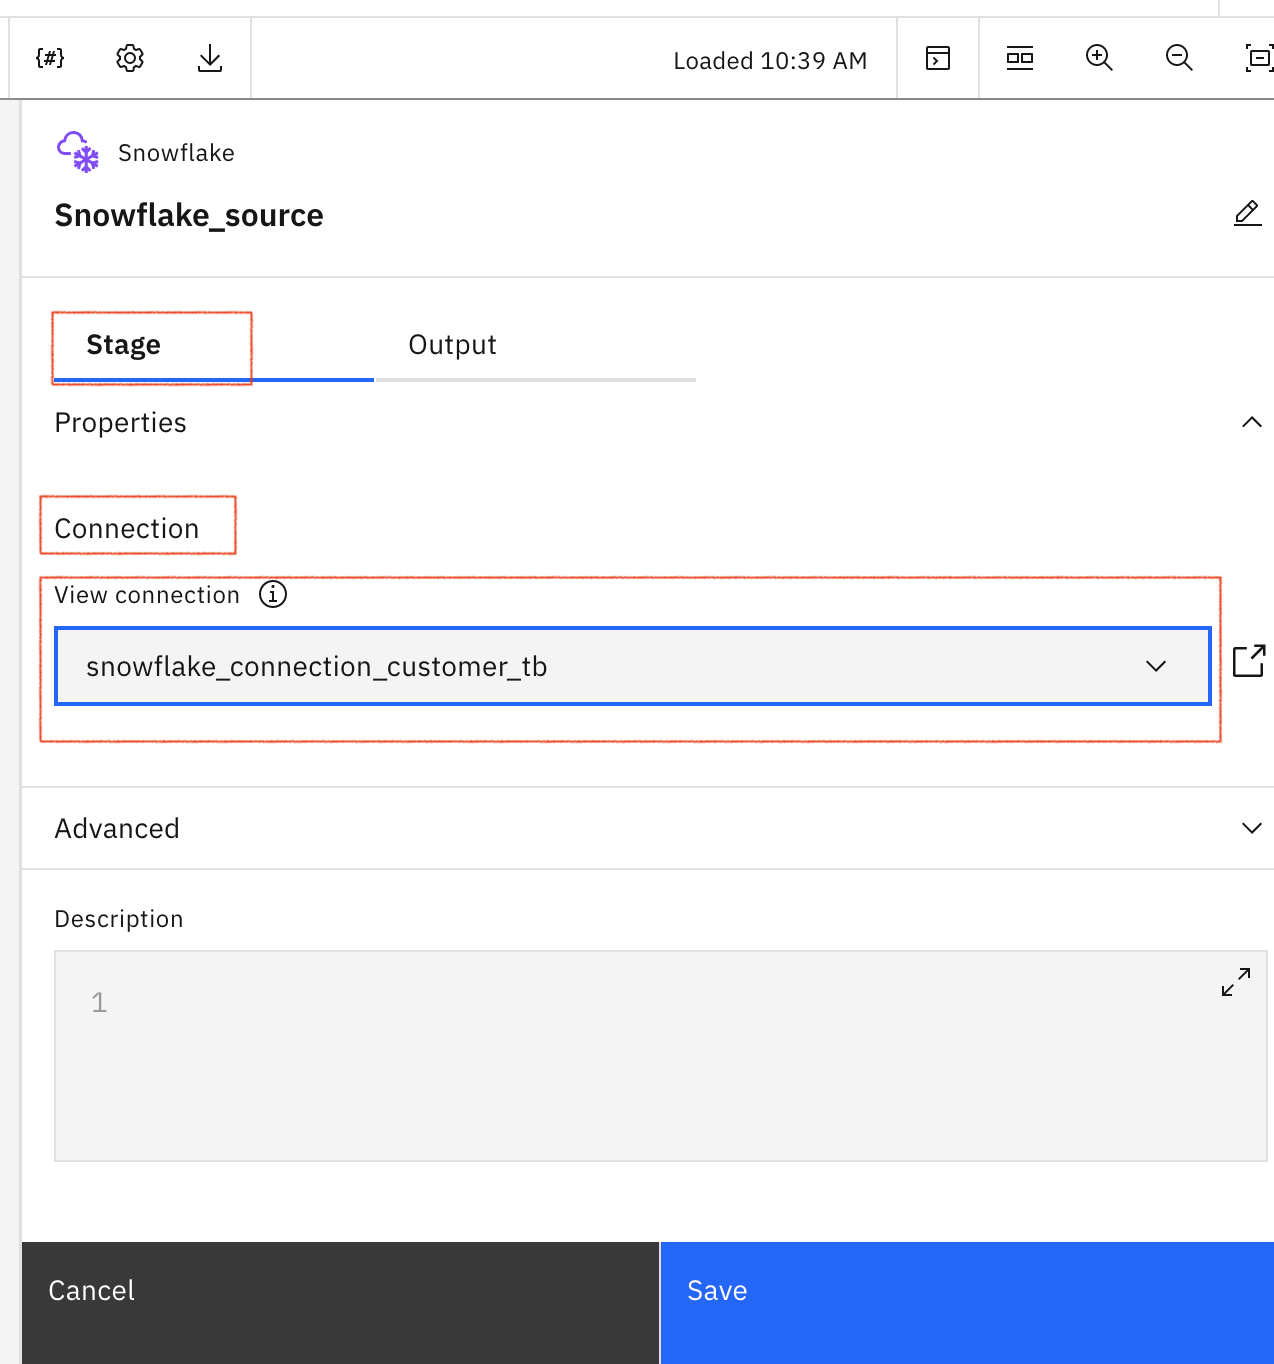 {#}
Loaded 10:39 AM
Snowflake
Snowflake_source
Stage
Output
Properties
Connection
View connection
snowflake_connection_customer_tb
Advanced
Description
1
Cancel
Save